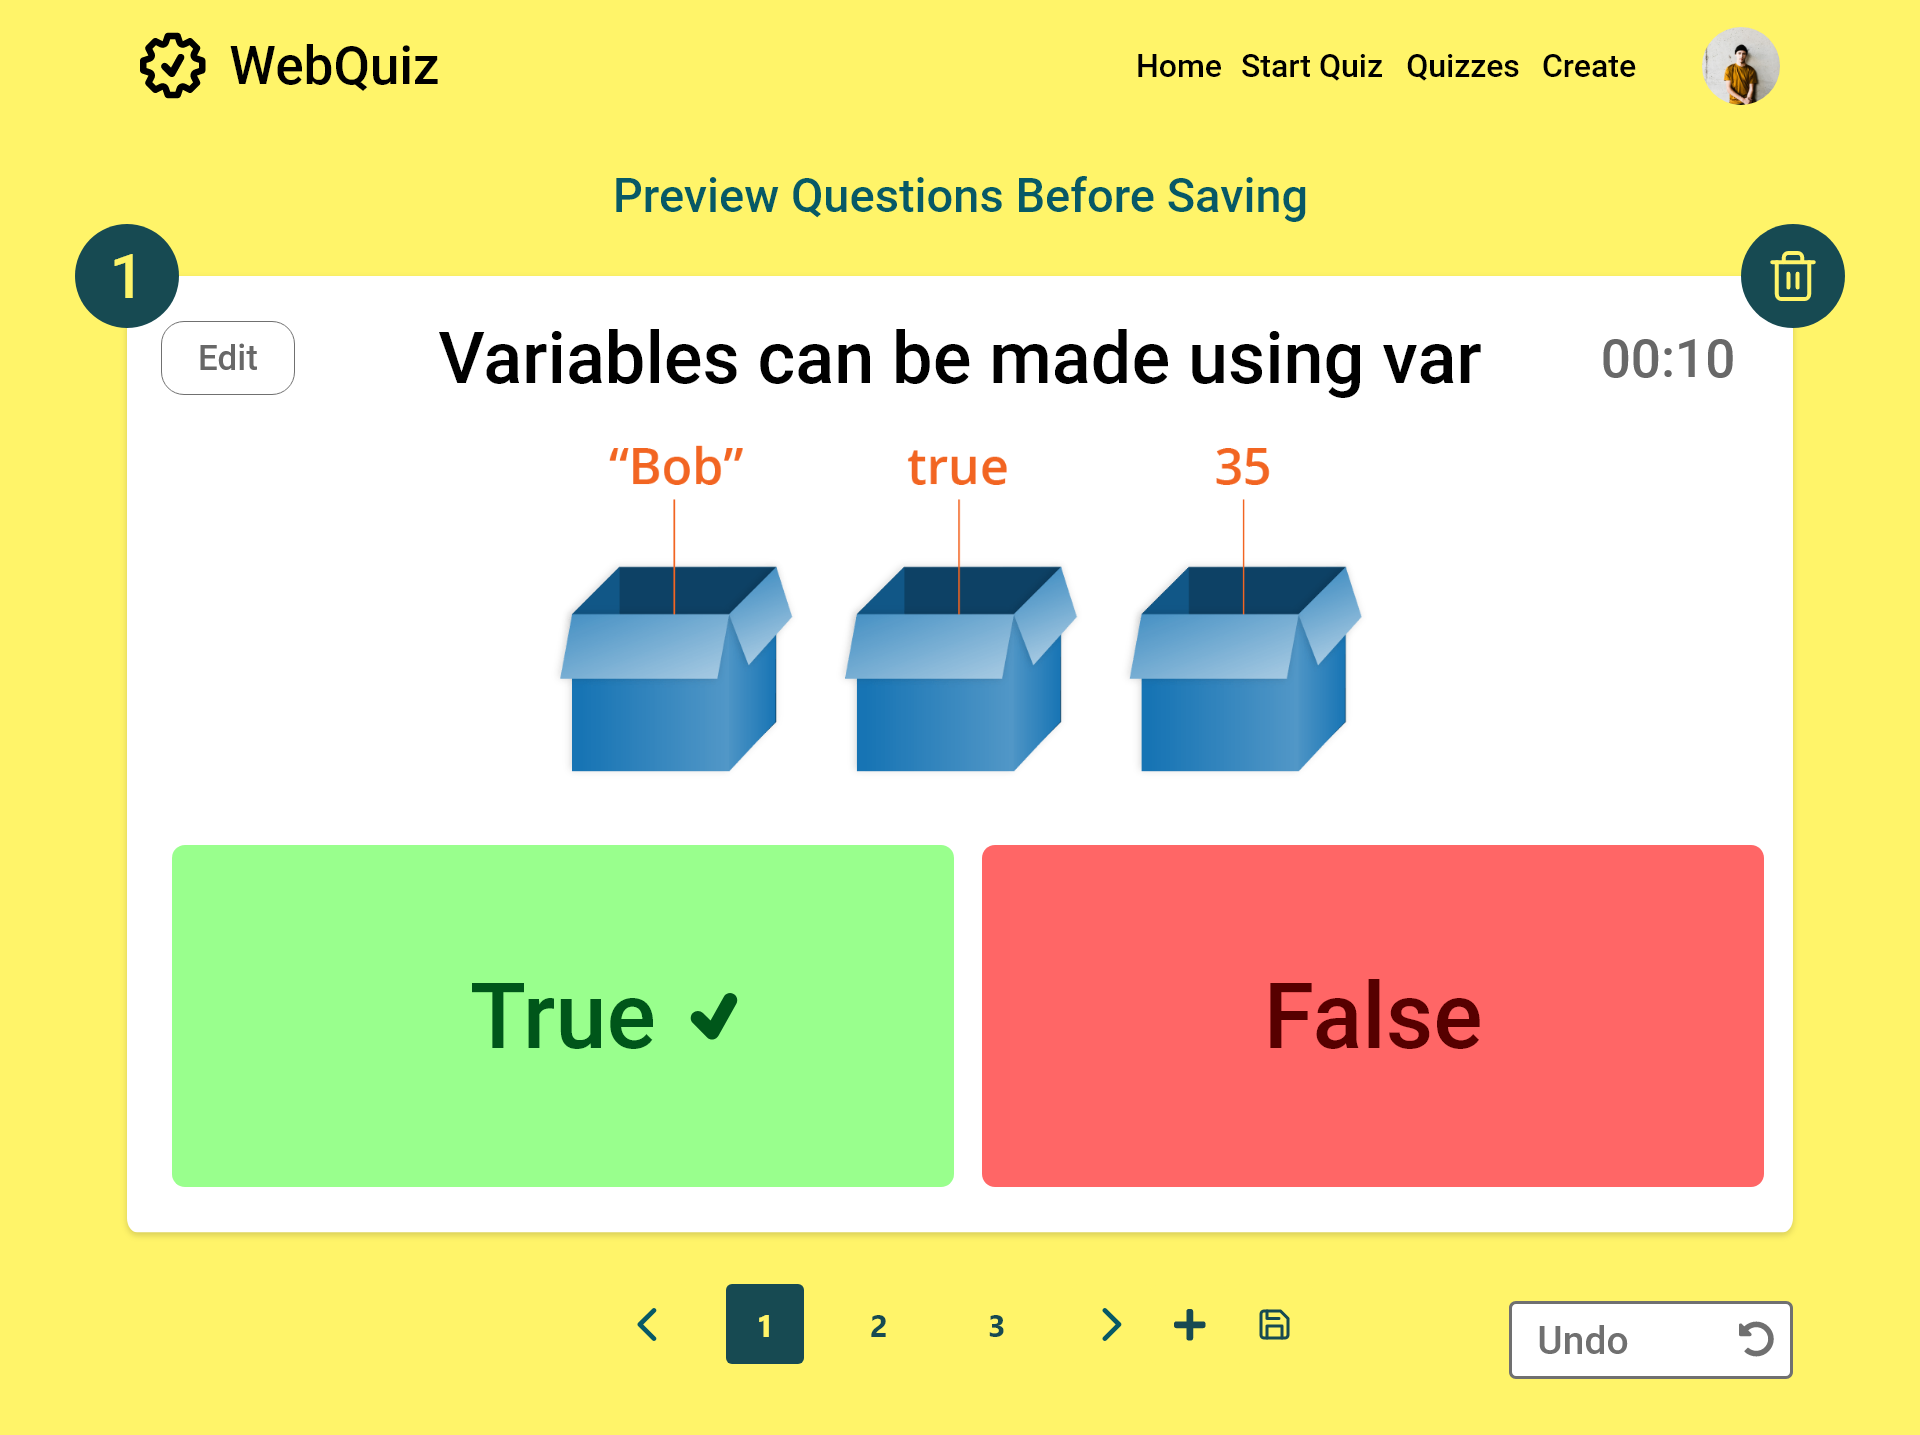 WebQuiz
Home Start Quiz Quizzes Create
Preview Questions Before Saving
1
Edit
Variables can be made using var
00:10
“Bob” true 35
True
False
1 2 3
Undo